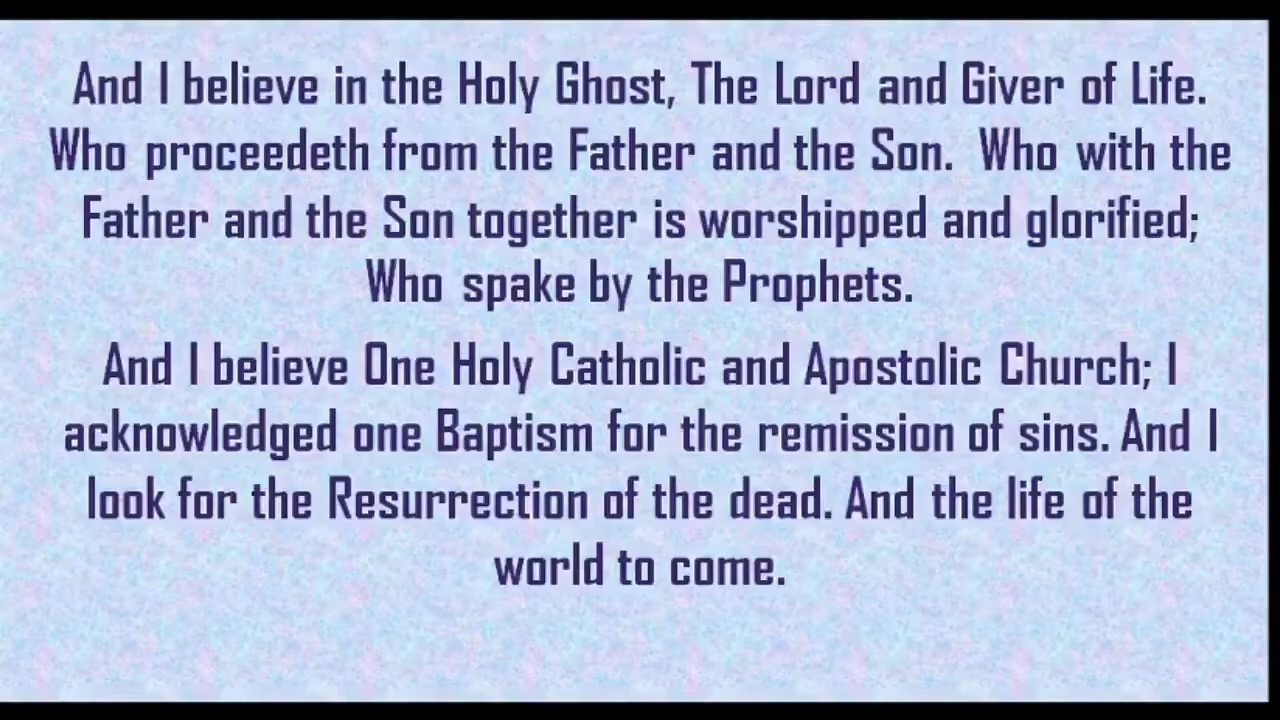 And I believe in the Holy Ghost, The Lord and Giver of Life.
Who proceedeth from the Father and the Son. Who with the
Father and the Son together is worshipped and glorified;
Who spake by the Prophets.
And I believe One Holy Catholic and Apostolic Church; I
acknowledged one Baptism for the remission of sins. And I
look for the Resurrection of the dead. And the life of the
world to come.